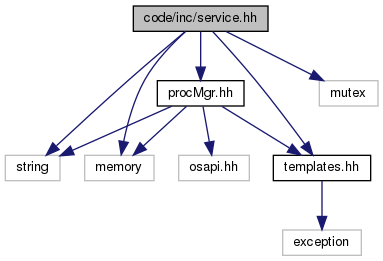 code/inc/service.hh
procMgr.hh
mutex
string
memory
osapi.hh
templates.hh
exception